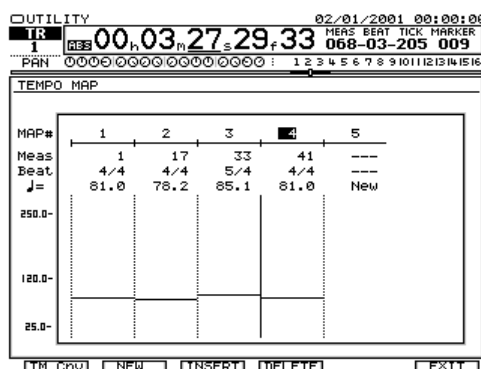 UTILITY 02/01/2001 00:00:00
TR 1 ABS 00h03m27s29f33 MEAS BEAT TICK MARKER
068-03-205 009
PAN 1 2 3 4 5 6 7 8 9 10 11 12 13 14 15 16
TEMPO MAP
MAP# 1 2 3 4 5
Meas 1 17 33 41 ---
Beat 4/4 4/4 5/4 4/4 ---
♩= 81.0 78.2 85.1 81.0 New
250.0-
120.0-
25.0-
TM Cnv NEW INSERT DELETE EXIT